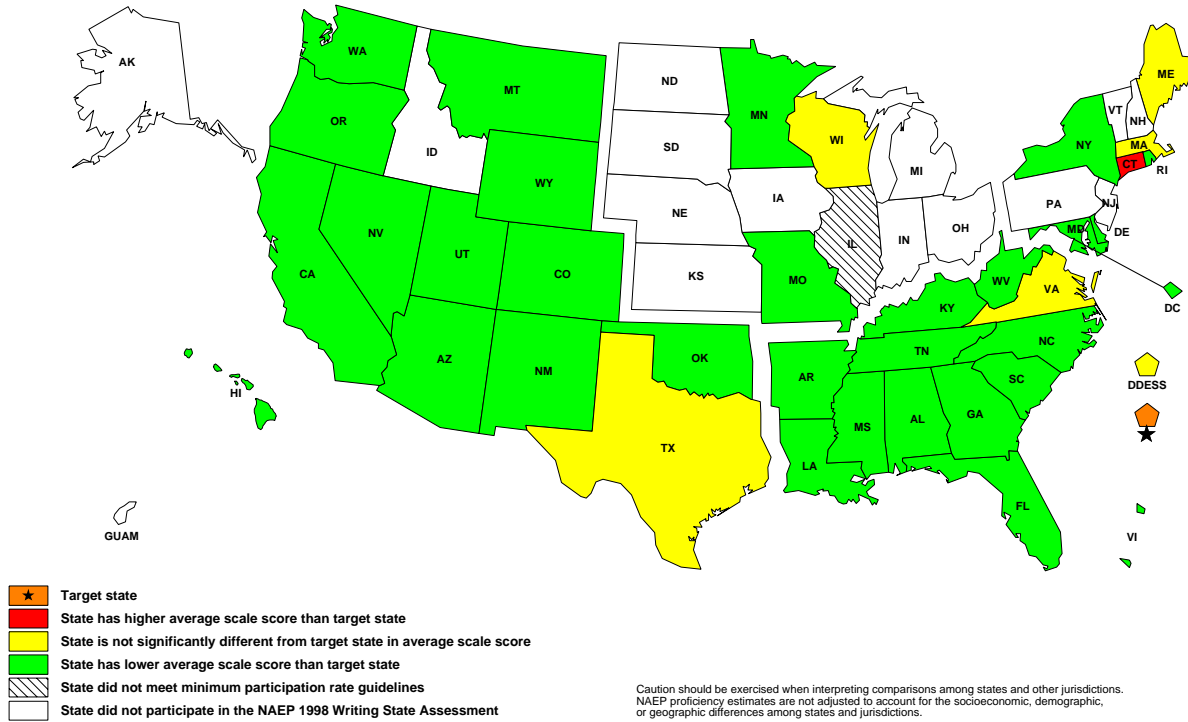 AK
WA
MT
ND
MN
ME
VT
NH
OR
ID
SD
WI
NY
MA
CT
RI
WY
MI
IA
PA
NJ
NE
OH
NV
UT
IL
IN
MD
DE
CA
CO
KS
MO
WV
VA
KY
DC
AZ
NM
OK
TN
NC
AR
SC
DDESS
HI
MS
AL
GA
TX
LA
FL
GUAM
VI
Target state
State has higher average scale score than target state
State is not significantly different from target state in average scale score
State has lower average scale score than target state
State did not meet minimum participation rate guidelines
State did not participate in the NAEP 1998 Writing State Assessment
Caution should be exercised when interpreting comparisons among states and other jurisdictions.
NAEP proficiency estimates are not adjusted to account for the socioeconomic, demographic,
or geographic differences among states and jurisdictions.